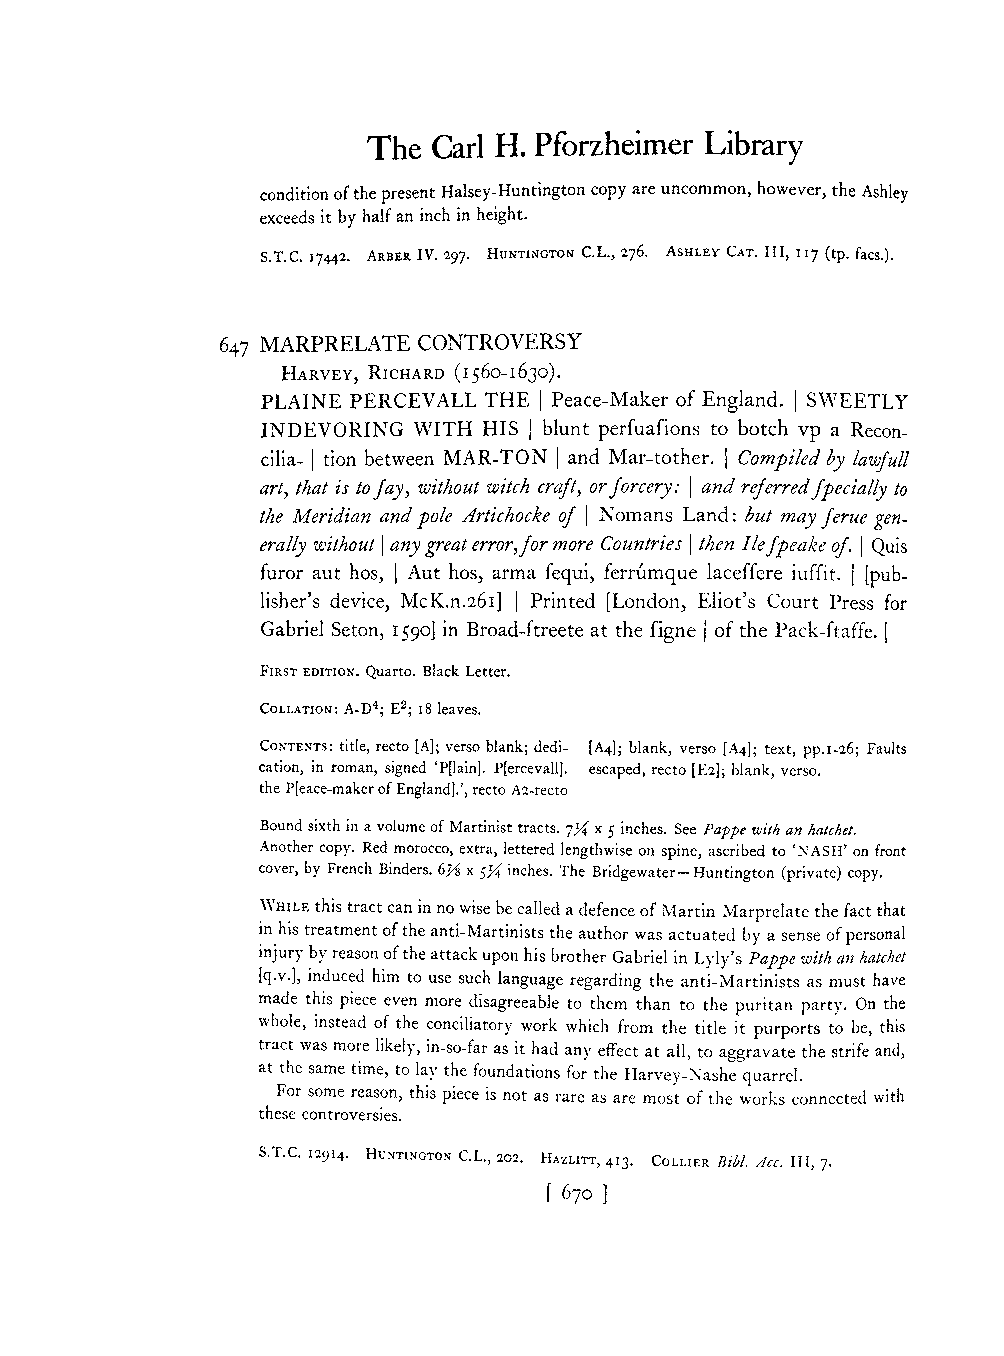 The Carl H. Pforzheimer Library
condition of the present Halsey-Huntington copy are uncommon, however, the Ashley
exceeds it by half an inch in height.
S.T.C. 17442. ARBER IV. 297. HUNTINGTON C.L., 276. ASHLEY CAT. III, 117 (tp. facs.).
647 MARPRELATE CONTROVERSY
HARVEY, RICHARD (1560-1630).
PLAINE PERCEVALL THE | Peace-Maker of England. | SWEETLY
INDEVORING WITH HIS | blunt perſuaſions to botch vp a Recon-
cilia- | tion between MAR-TON | and Mar-tother. | Compiled by lawfull
art, that is to ſay, without witch craft, or ſorcery: | and referred ſpecially to
the Meridian and pole Artichocke of | Nomans Land: but may ſerue gen-
erally without | any great error, for more Countries | then Ile ſpeake of. | Quis
furor aut hos, | Aut hos, arma ſequi, ferrúmque laceſſere iuſſit. | [pub-
lisher's device, McK.n.261] | Printed [London, Eliot's Court Press for
Gabriel Seton, 1590] in Broad-ſtreete at the ſigne | of the Pack-ſtaffe. |
FIRST EDITION. Quarto. Black Letter.
COLLATION: A-D⁴; E²; 18 leaves.
CONTENTS: title, recto [A]; verso blank; dedi-
cation, in roman, signed 'P[lain]. P[ercevall].
the P[eace-maker of England].', recto A2-recto
[A4]; blank, verso [A4]; text, pp.1-26; Faults
escaped, recto [E2]; blank, verso.
Bound sixth in a volume of Martinist tracts. 7¼ x 5 inches. See Pappe with an hatchet.
Another copy. Red morocco, extra, lettered lengthwise on spine, ascribed to 'NASH' on front
cover, by French Binders. 6⅞ x 5¼ inches. The Bridgewater—Huntington (private) copy.
WHILE this tract can in no wise be called a defence of Martin Marprelate the fact that
in his treatment of the anti-Martinists the author was actuated by a sense of personal
injury by reason of the attack upon his brother Gabriel in Lyly's Pappe with an hatchet
[q.v.], induced him to use such language regarding the anti-Martinists as must have
made this piece even more disagreeable to them than to the puritan party. On the
whole, instead of the conciliatory work which from the title it purports to be, this
tract was more likely, in-so-far as it had any effect at all, to aggravate the strife and,
at the same time, to lay the foundations for the Harvey-Nashe quarrel.
For some reason, this piece is not as rare as are most of the works connected with
these controversies.
S.T.C. 12914. HUNTINGTON C.L., 202. HAZLITT, 413. COLLIER Bibl. Acc. III, 7.
[ 670 ]